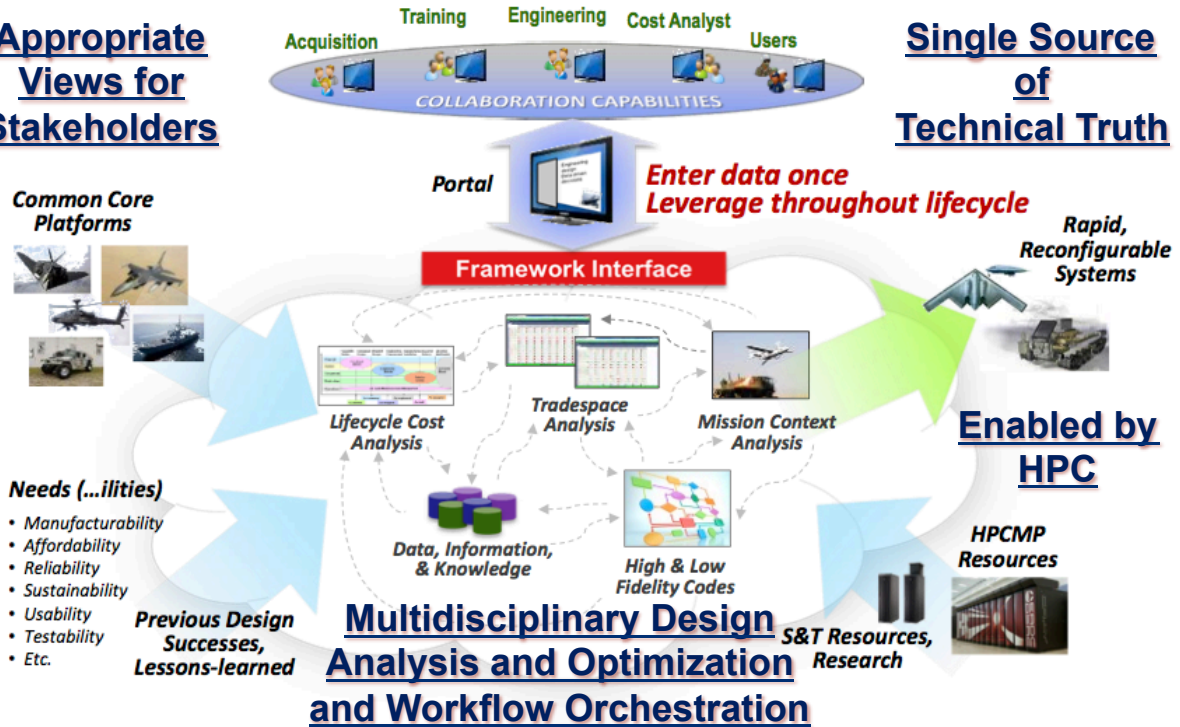 Appropriate
Views for
Stakeholders
Acquisition
Training
Engineering
Cost Analyst
Users
COLLABORATION CAPABILITIES
Single Source
of
Technical Truth
Portal
Enter data once
Leverage throughout lifecycle
Common Core
Platforms
Rapid,
Reconfigurable
Systems
Framework Interface
Lifecycle Cost
Analysis
Tradespace
Analysis
Mission Context
Analysis
Enabled by
HPC
Needs (...ilities)
• Manufacturability
• Affordability
• Reliability
• Sustainability
• Usability
• Testability
• Etc.
Data, Information,
& Knowledge
High & Low
Fidelity Codes
HPCMP
Resources
Previous Design
Successes,
Lessons-learned
S&T Resources,
Research
Multidisciplinary Design
Analysis and Optimization
and Workflow Orchestration